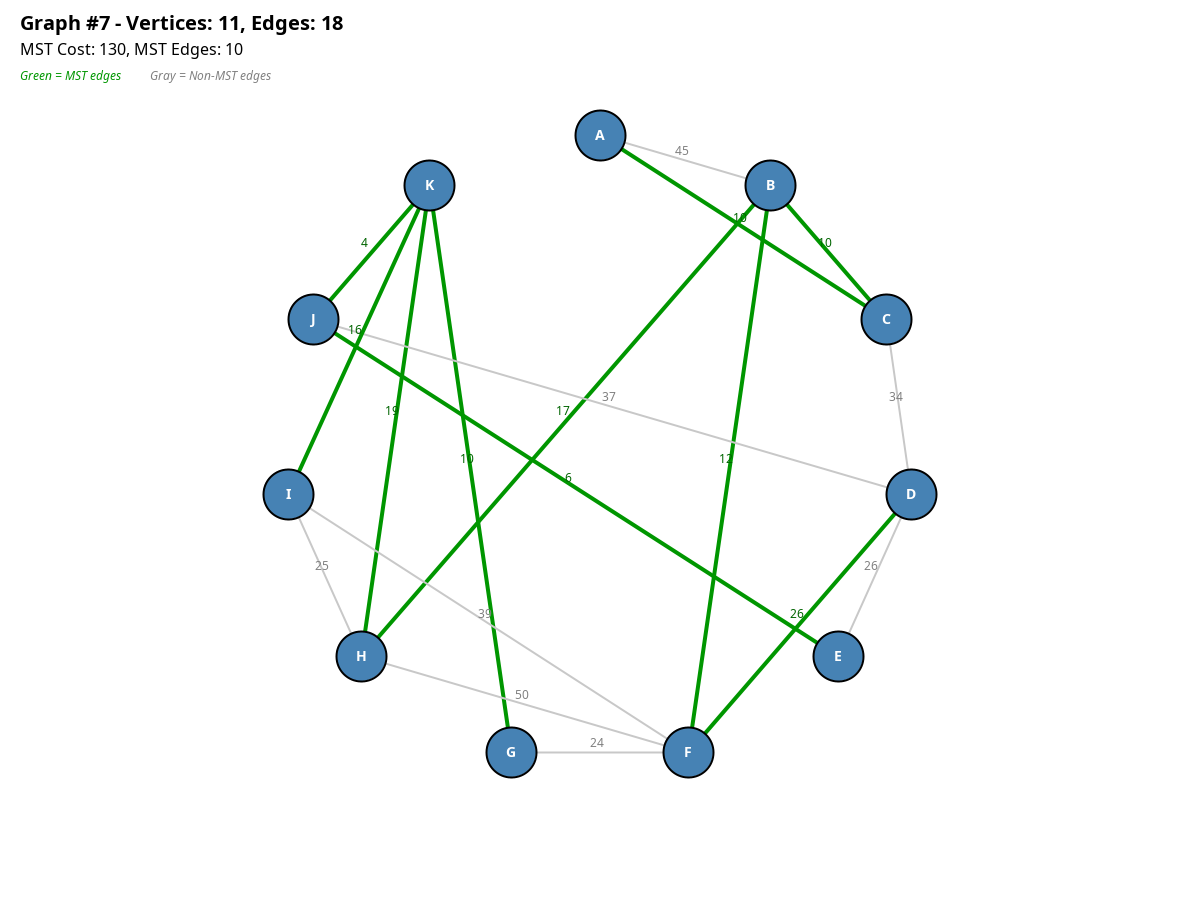 Graph #7 - Vertices: 11, Edges: 18
MST Cost: 130, MST Edges: 10
Green = MST edges
Gray = Non-MST edges
A
45
K
B
10
4
10
J
C
16
37
34
19
17
10
12
6
I
D
25
26
39
26
H
E
50
24
G
F